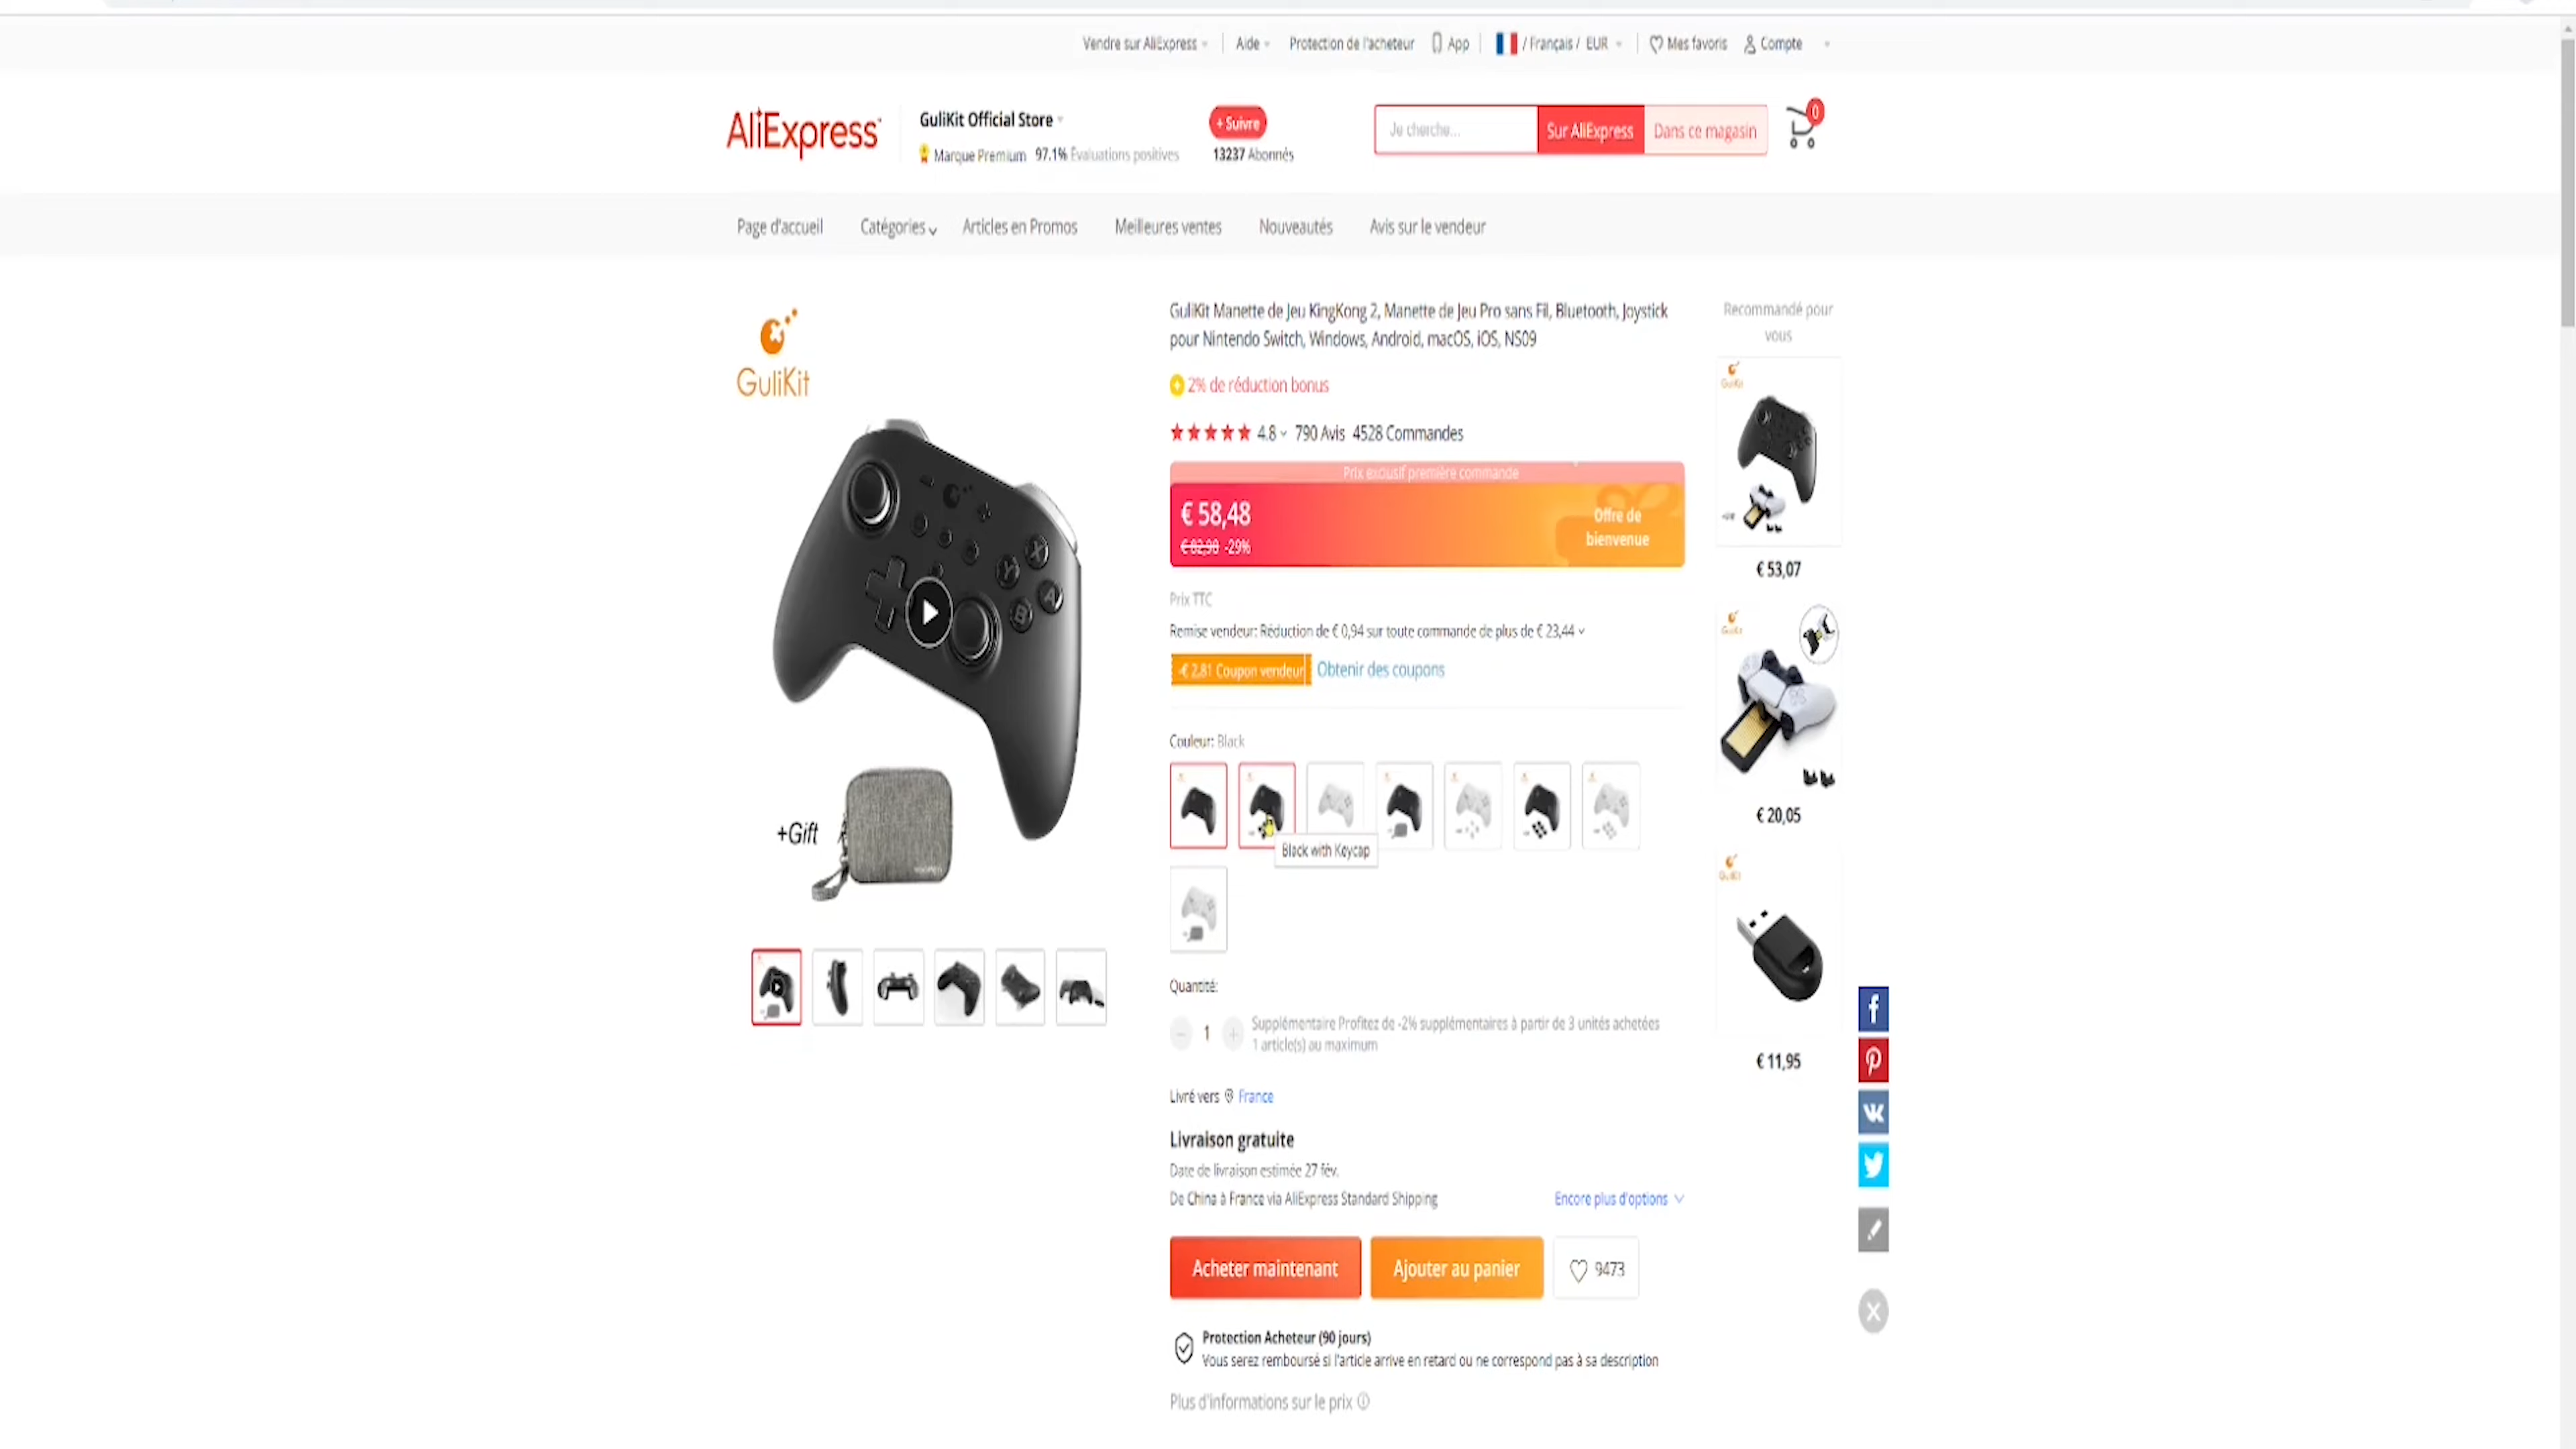 Vendre sur AliExpress
Aide
Protection de l'acheteur
App
/ Français / EUR
Mes favoris
Compte
AliExpress
GuliKit Official Store
Marque Premium 97.1% Évaluations positives
+ Suivre
13237 Abonnés
Je cherche...
Sur AliExpress
Dans ce magasin
0
Page d'accueil
Catégories
Articles en Promos
Meilleures ventes
Nouveautés
Avis sur le vendeur
GuliKit
+Gift
GuliKit Manette de Jeu KingKong 2, Manette de Jeu Pro sans Fil, Bluetooth, Joystick
pour Nintendo Switch, Windows, Android, macOS, iOS, NS09
2% de réduction bonus
4.8 790 Avis 4528 Commandes
Prix exclusif première commande
€ 58,48
€ 82,98 -29%
Offre de
bienvenue
Prix TTC
Remise vendeur: Réduction de € 0,94 sur toute commande de plus de € 23,44
-€ 2,81 Coupon vendeur
Obtenir des coupons
Couleur: Black
Black with Keycap
Quantité:
1
Supplémentaire Profitez de -2% supplémentaires à partir de 3 unités achetées
1 article(s) au maximum
Livré vers France
Livraison gratuite
Date de livraison estimée 27 fév.
De China à France via AliExpress Standard Shipping
Encore plus d'options
Acheter maintenant
Ajouter au panier
9473
Protection Acheteur (90 jours)
Vous serez remboursé si l'article arrive en retard ou ne correspond pas à sa description
Plus d'informations sur le prix
Recommandé pour
vous
GuliKit
€ 53,07
GuliKit
€ 20,05
GuliKit
€ 11,95